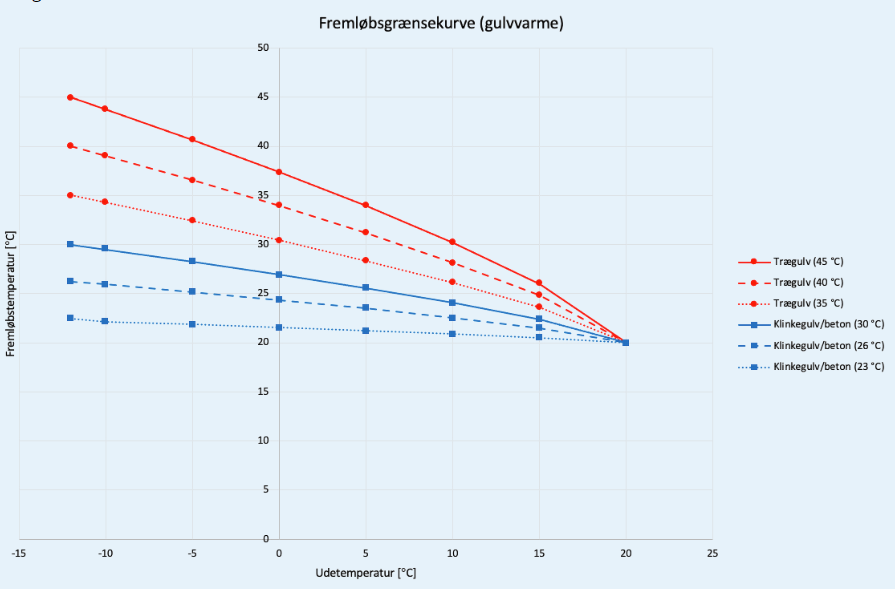 Fremløbsgrænsekurve (gulvvarme)
50
45
40
35
30
25
20
15
10
5
0
-15 -10 -5 0 5 10 15 20 25
Fremløbstemperatur [°C]
Udetemperatur [°C]
Trægulv (45 °C)
Trægulv (40 °C)
Trægulv (35 °C)
Klinkegulv/beton (30 °C)
Klinkegulv/beton (26 °C)
Klinkegulv/beton (23 °C)